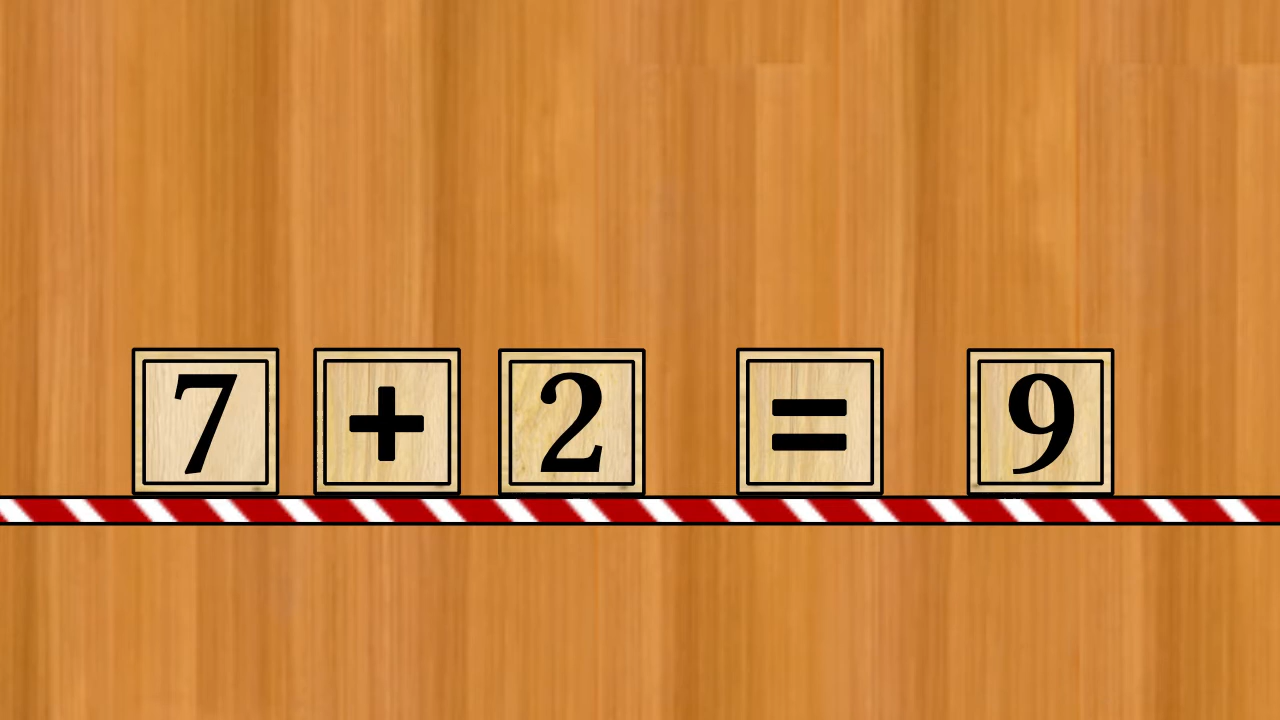 7 + 2 = 9